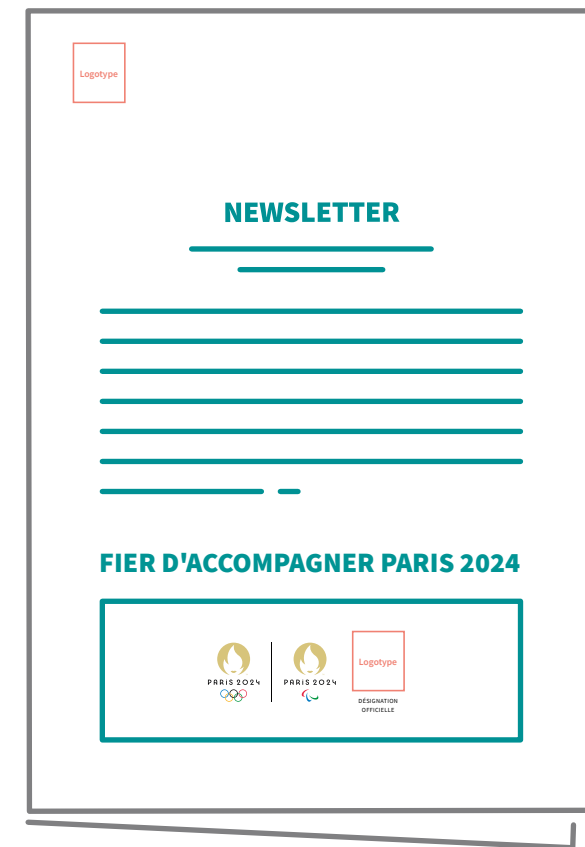 Logotype
NEWSLETTER
FIER D'ACCOMPAGNER PARIS 2024
PARIS 2024
PARIS 2024
Logotype
DÉSIGNATION
OFFICIELLE